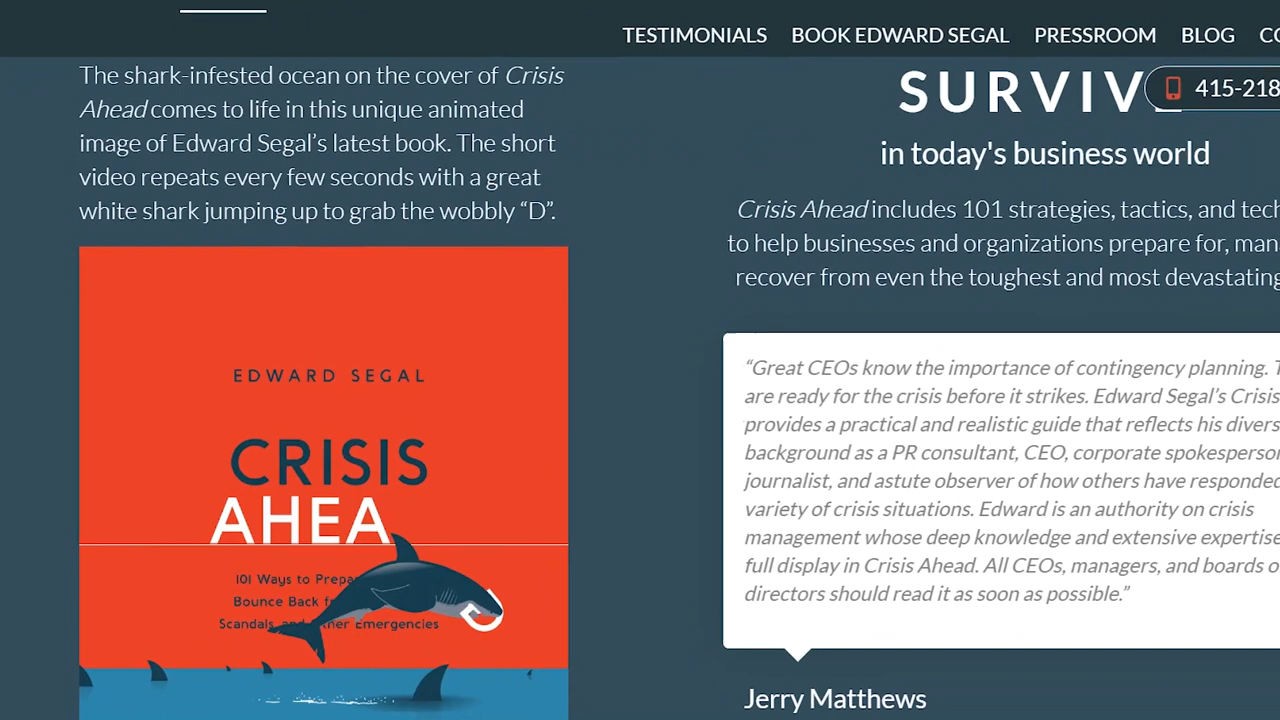 TESTIMONIALS BOOK EDWARD SEGAL PRESSROOM BLOG
The shark-infested ocean on the cover of Crisis
Ahead comes to life in this unique animated
image of Edward Segal’s latest book. The short
video repeats every few seconds with a great
white shark jumping up to grab the wobbly “D”.
EDWARD SEGAL
CRISIS
AHEA
101 Ways to
Bounce Back
Scandals, and Other Emergencies
415-218
in today's business world
Crisis Ahead includes 101 strategies, tactics, and
to help businesses and organizations prepare for,
recover from even the toughest and most devastating
“Great CEOs know the importance of contingency planning.
are ready for the crisis before it strikes. Edward Segal’s Crisis
provides a practical and realistic guide that reflects his
background as a PR consultant, CEO, corporate
journalist, and astute observer of how others have responded
variety of crisis situations. Edward is an authority on crisis
management whose deep knowledge and extensive expertise
full display in Crisis Ahead. All CEOs, managers, and boards
directors should read it as soon as possible.”
Jerry Matthews